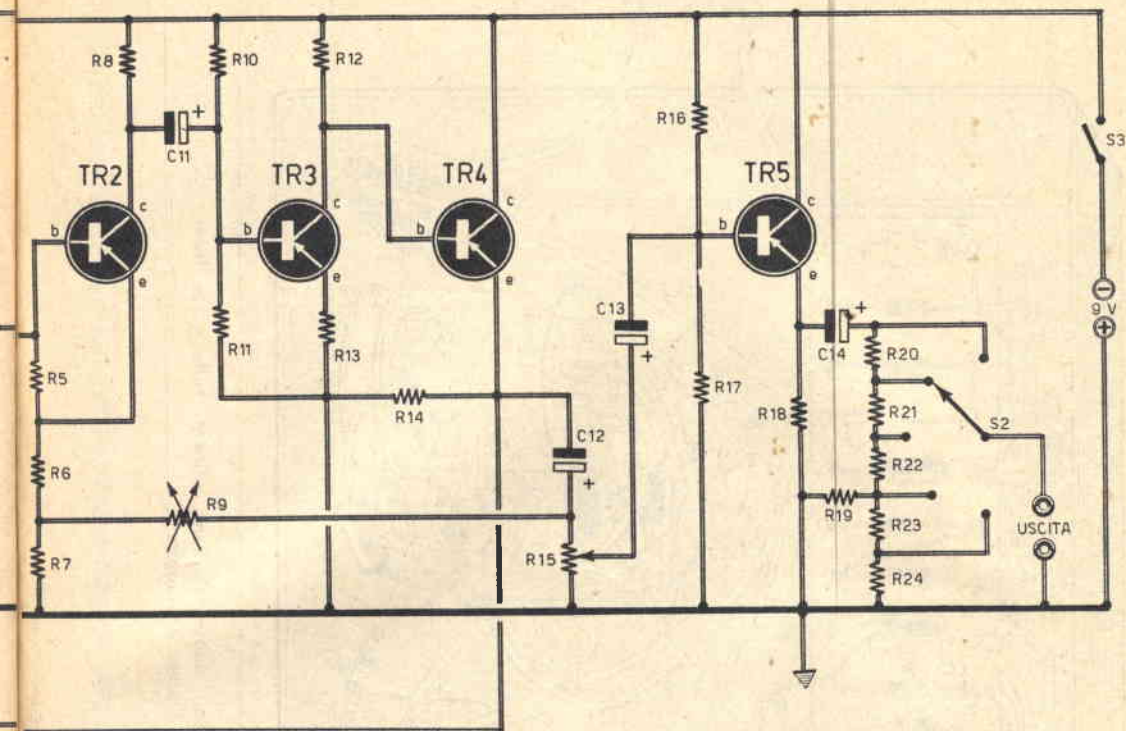 R8
R10
R12
C11
+
TR2
b
c
e
TR3
b
c
e
TR4
b
c
e
R16
TR5
b
c
e
S3
C13
+
C14
+
R20
9 V
R5
R11
R13
R14
R17
R18
R21
S2
R6
C12
+
R22
R9
R19
R7
R15
R23
USCITA
R24